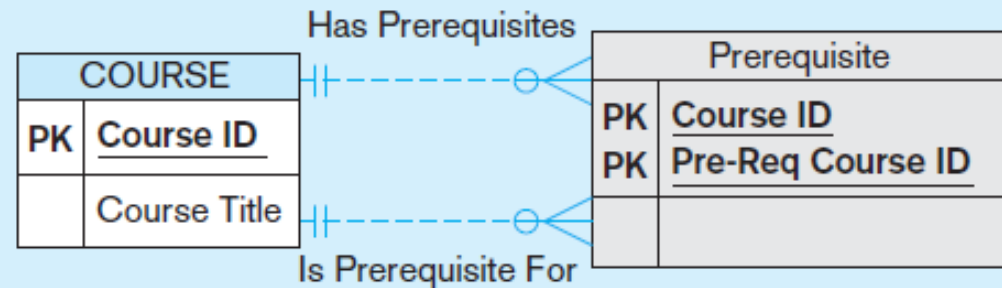 Has Prerequisites
COURSE
PK Course ID
Course Title
Prerequisite
PK Course ID
PK Pre-Req Course ID
Is Prerequisite For